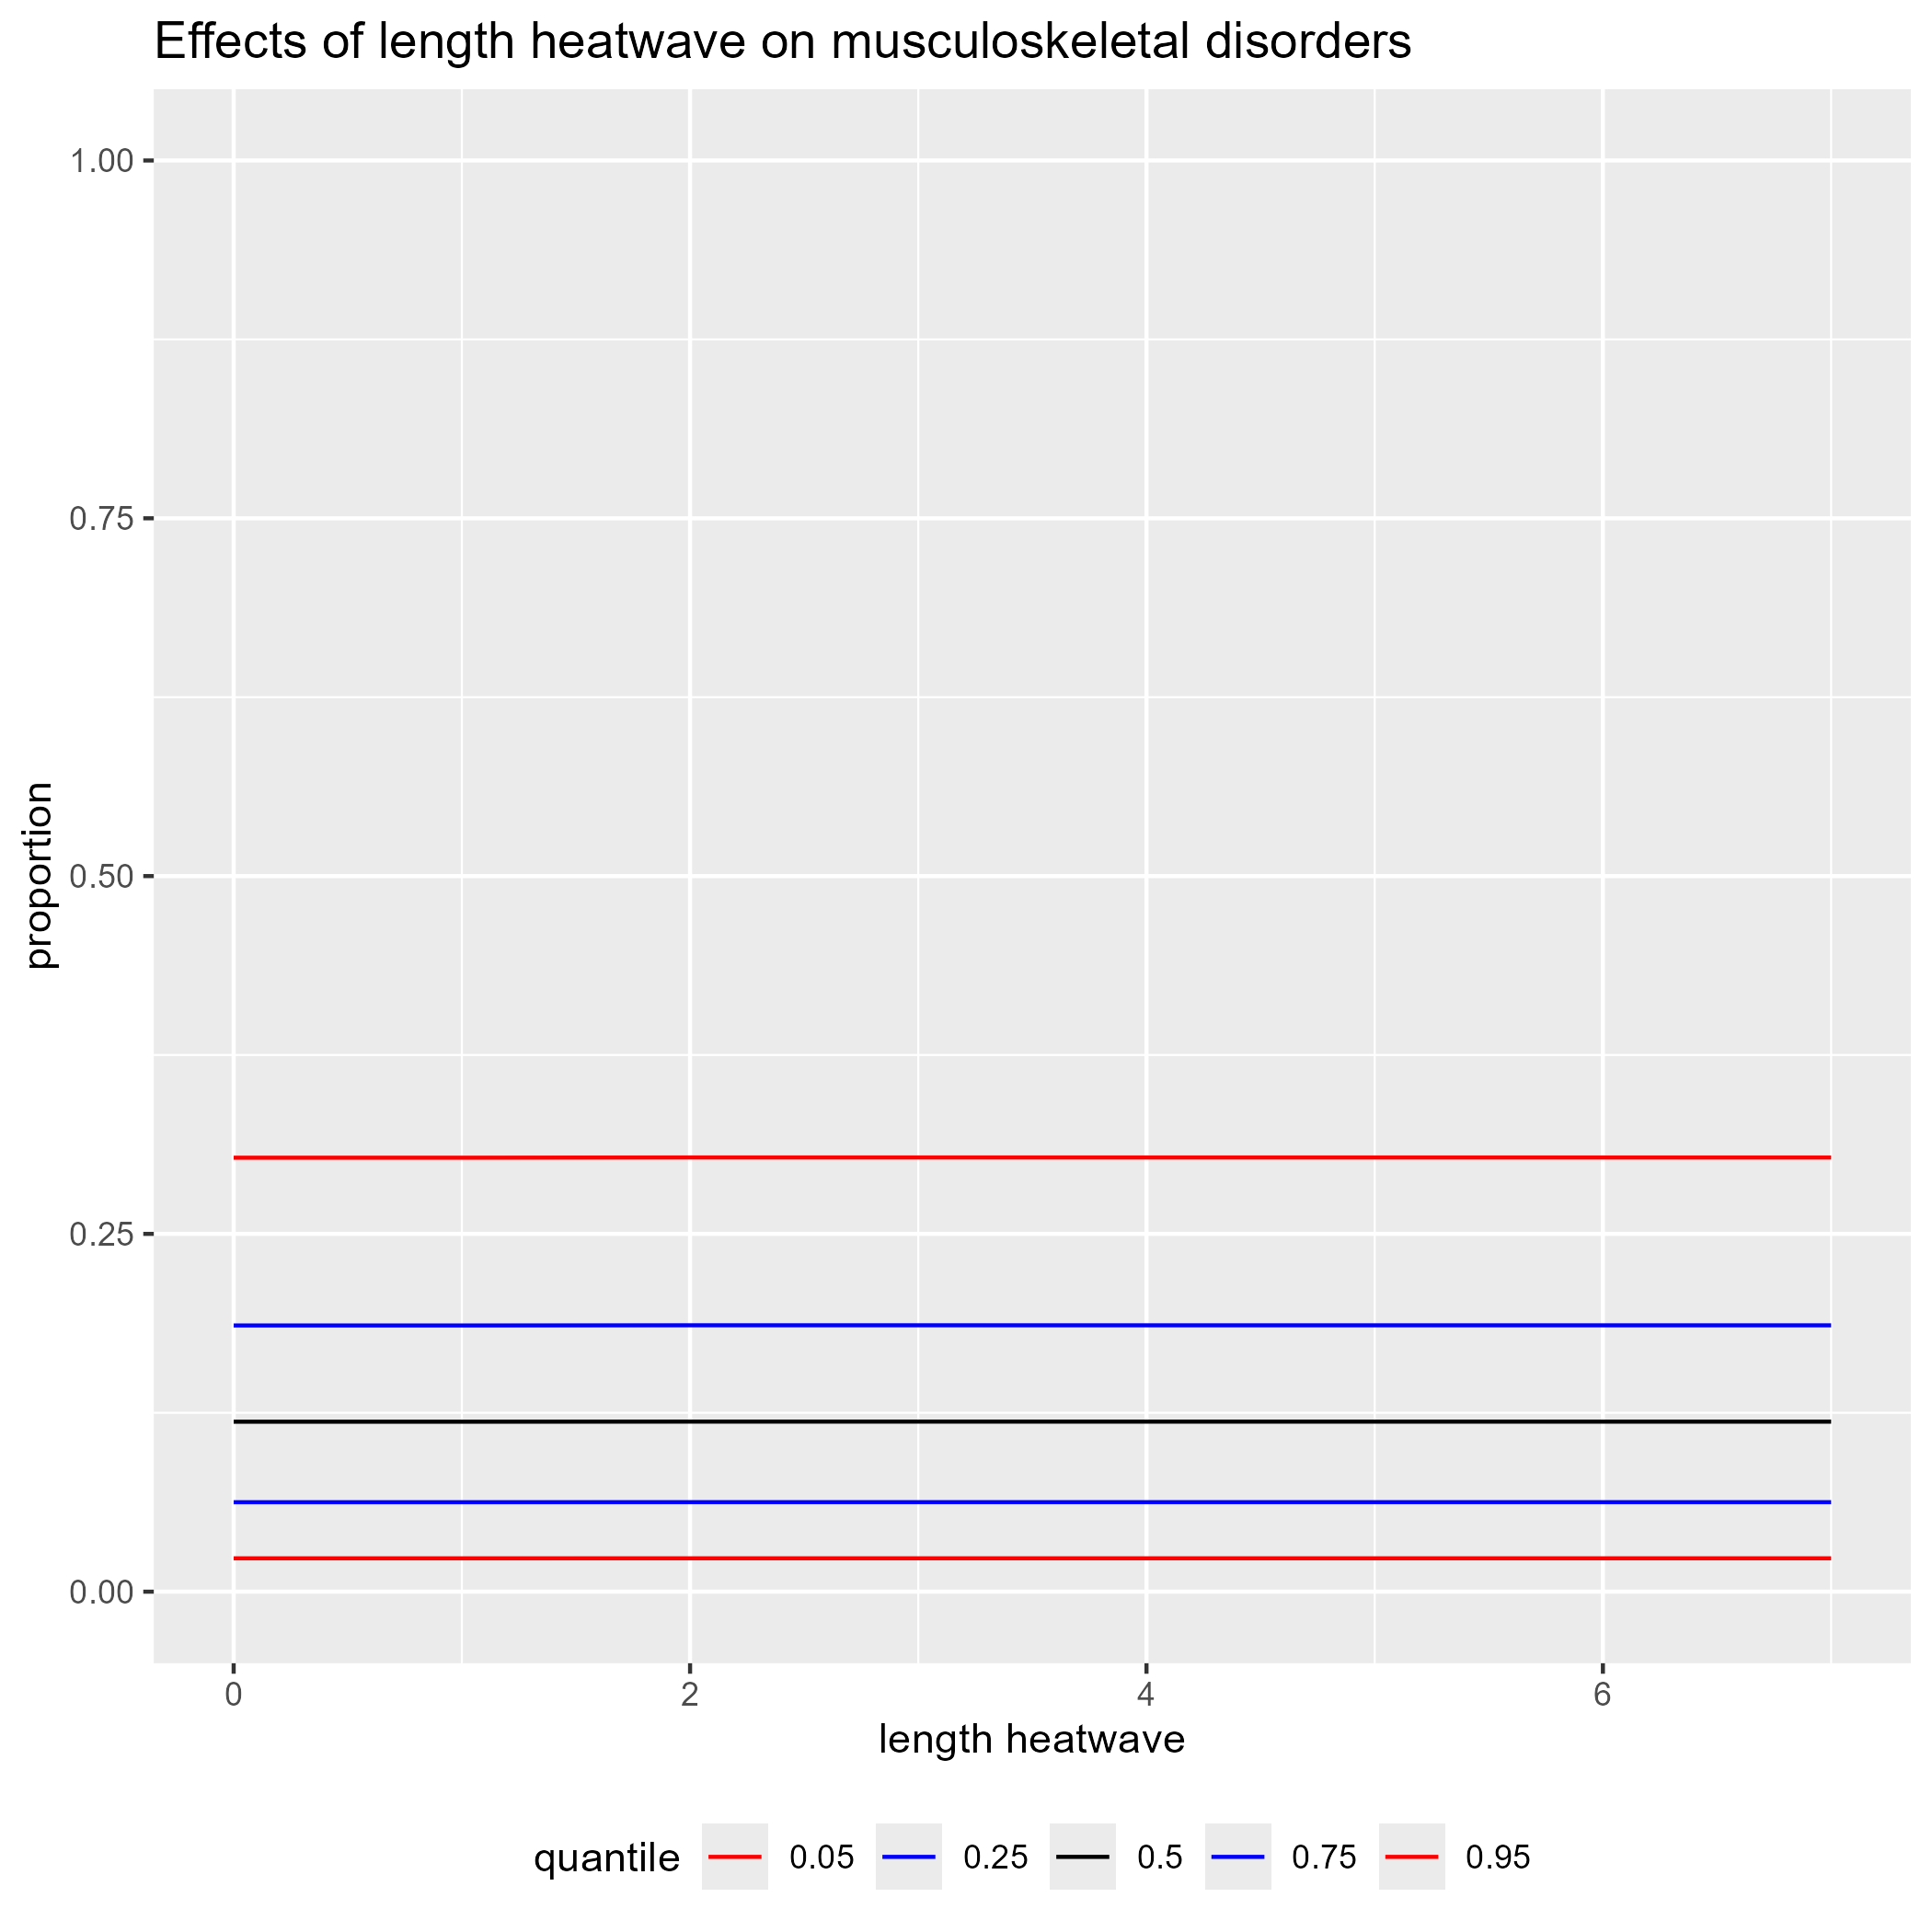 Effects of length heatwave on musculoskeletal disorders
proportion
1.00
0.75
0.50
0.25
0.00
0 2 4 6
length heatwave
quantile 0.05 0.25 0.5 0.75 0.95